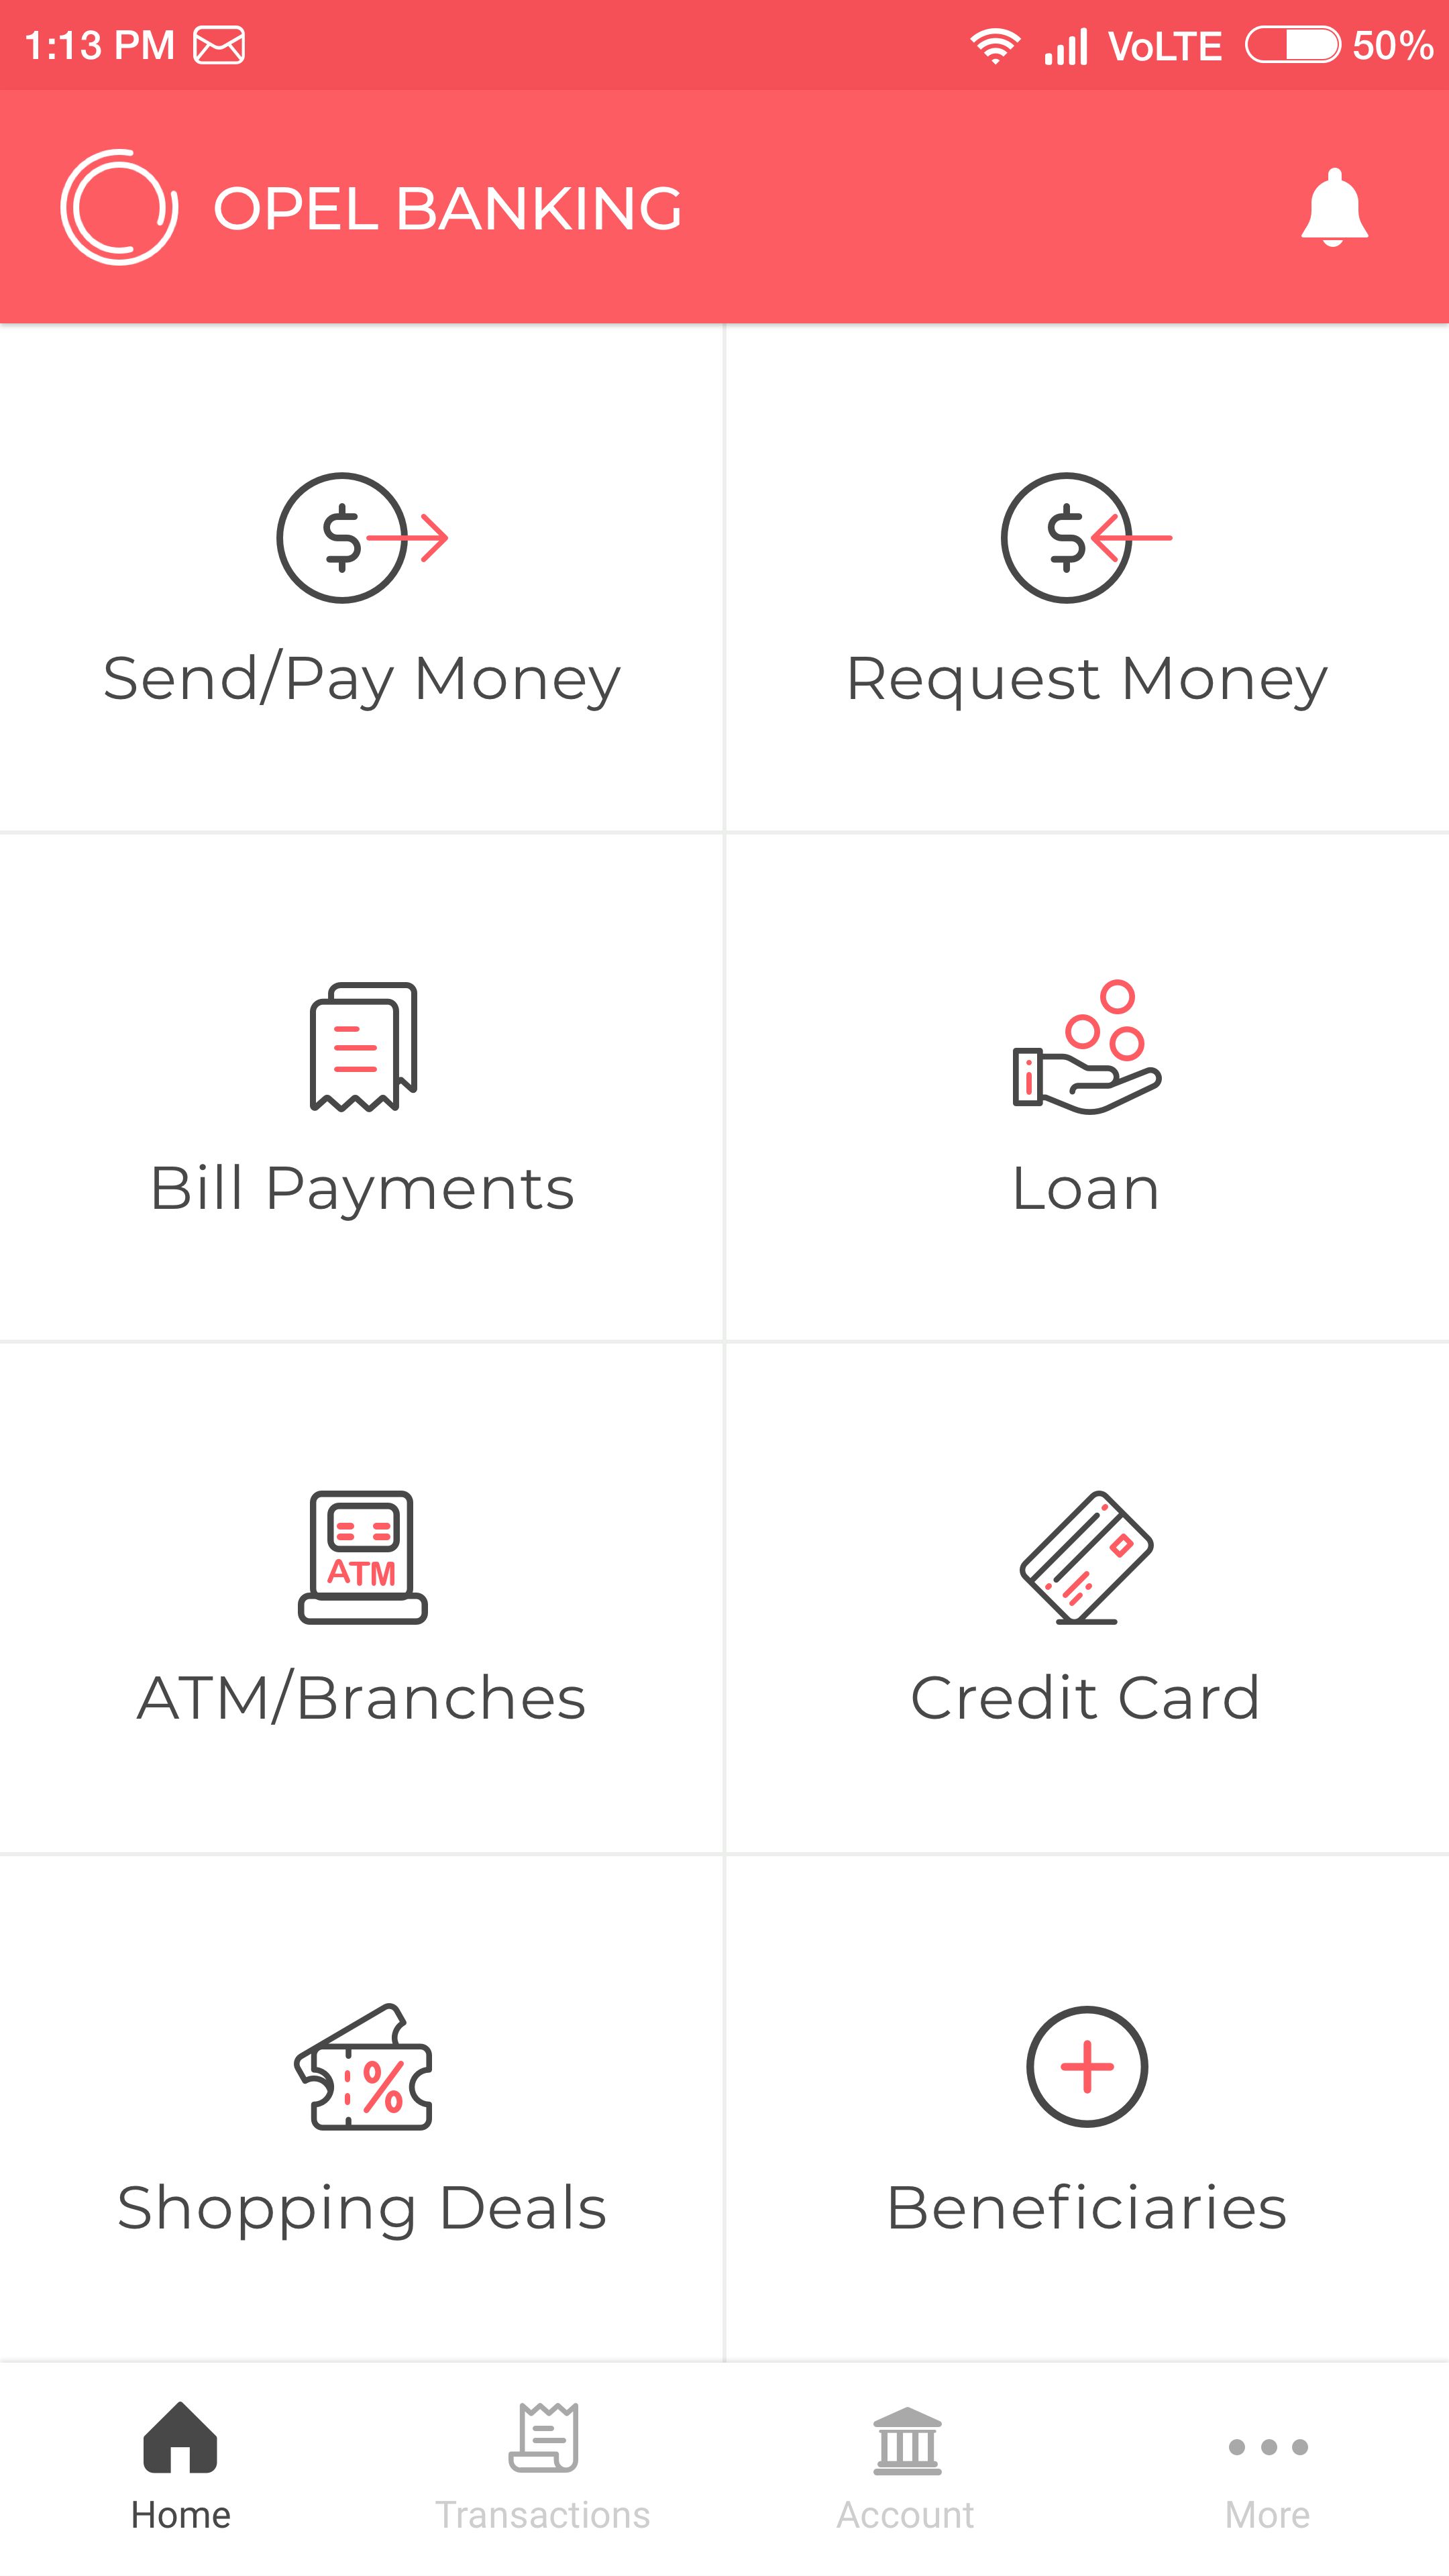 1:13 PM VoLTE 50%
OPEL BANKING
Send/Pay Money
Request Money
Bill Payments
Loan
ATM
ATM/Branches
Credit Card
Shopping Deals
Beneficiaries
Home
Transactions
Account
More